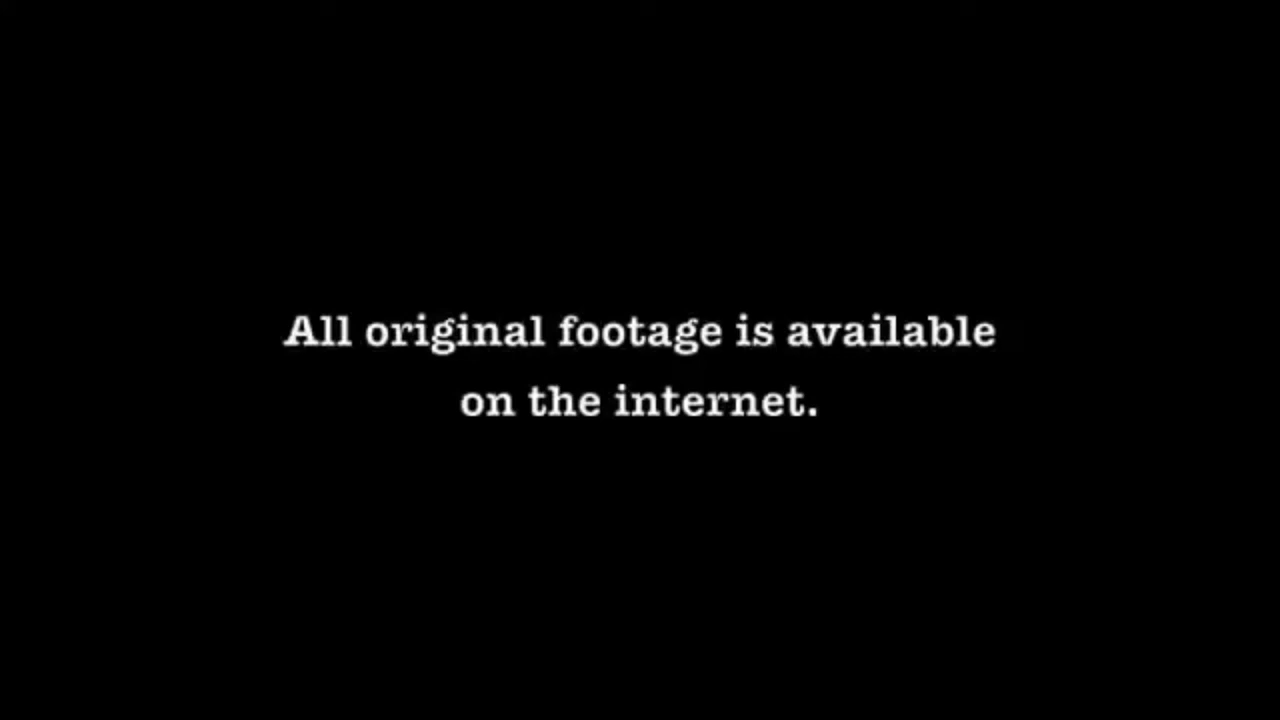 All original footage is available
on the internet.